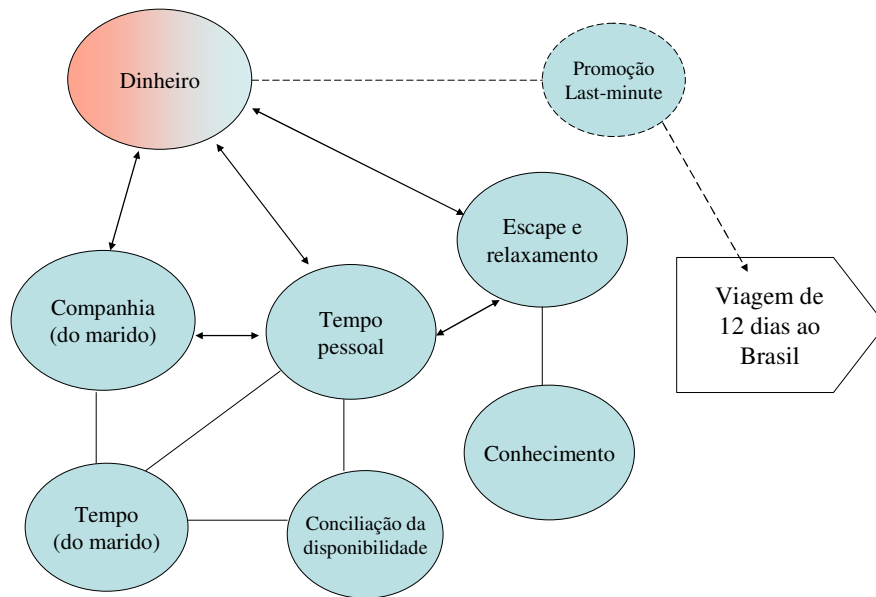 Dinheiro
Promoção
Last-minute
Escape e
relaxamento
Companhia
(do marido)
Tempo
pessoal
Viagem de
12 dias ao
Brasil
Conhecimento
Tempo
(do marido)
Conciliação da
disponibilidade